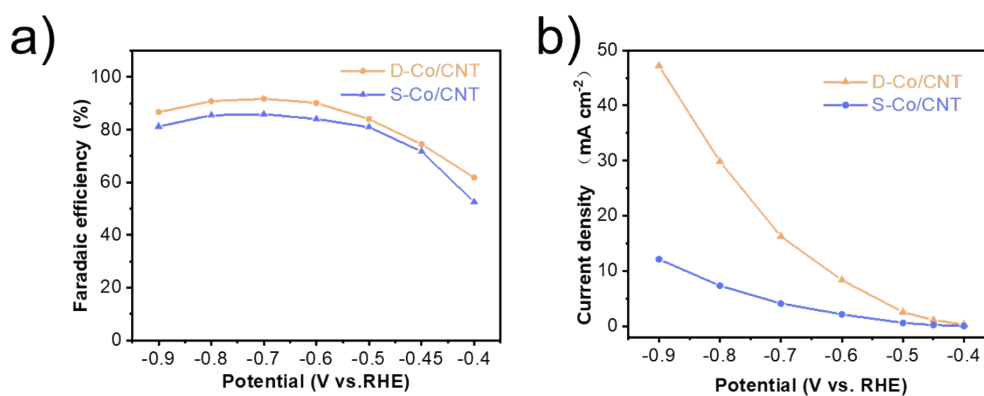 a)
D-Co/CNT
S-Co/CNT
Faradaic efficiency (%)
100
80
60
40
20
0
-0.9 -0.8 -0.7 -0.6 -0.5 -0.45 -0.4
Potential (V vs.RHE)
b)
D-Co/CNT
S-Co/CNT
Current density （mA cm-2)
50
40
30
20
10
0
-0.9 -0.8 -0.7 -0.6 -0.5 -0.4
Potential (V vs. RHE)